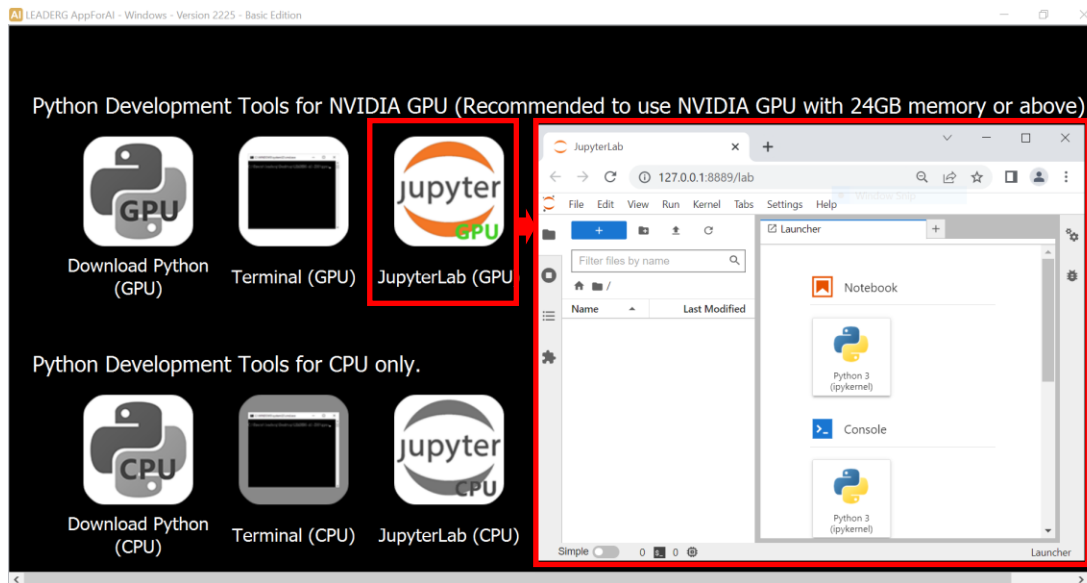 AI LEADERG AppForAI - Windows - Version 2225 - Basic Edition
Python Development Tools for NVIDIA GPU (Recommended to use NVIDIA GPU with 24GB memory or above)
GPU
Download Python
(GPU)
Terminal (GPU)
jupyter
GPU
JupyterLab (GPU)
JupyterLab
127.0.0.1:8889/lab
File Edit View Run Kernel Tabs Settings Help
Window Snip
+
Filter files by name
/
Name
Last Modified
Launcher
Notebook
Python 3
(ipykernel)
Console
Python 3
(ipykernel)
Simple
0
0
Launcher
Python Development Tools for CPU only.
CPU
Download Python
(CPU)
Terminal (CPU)
jupyter
CPU
JupyterLab (CPU)